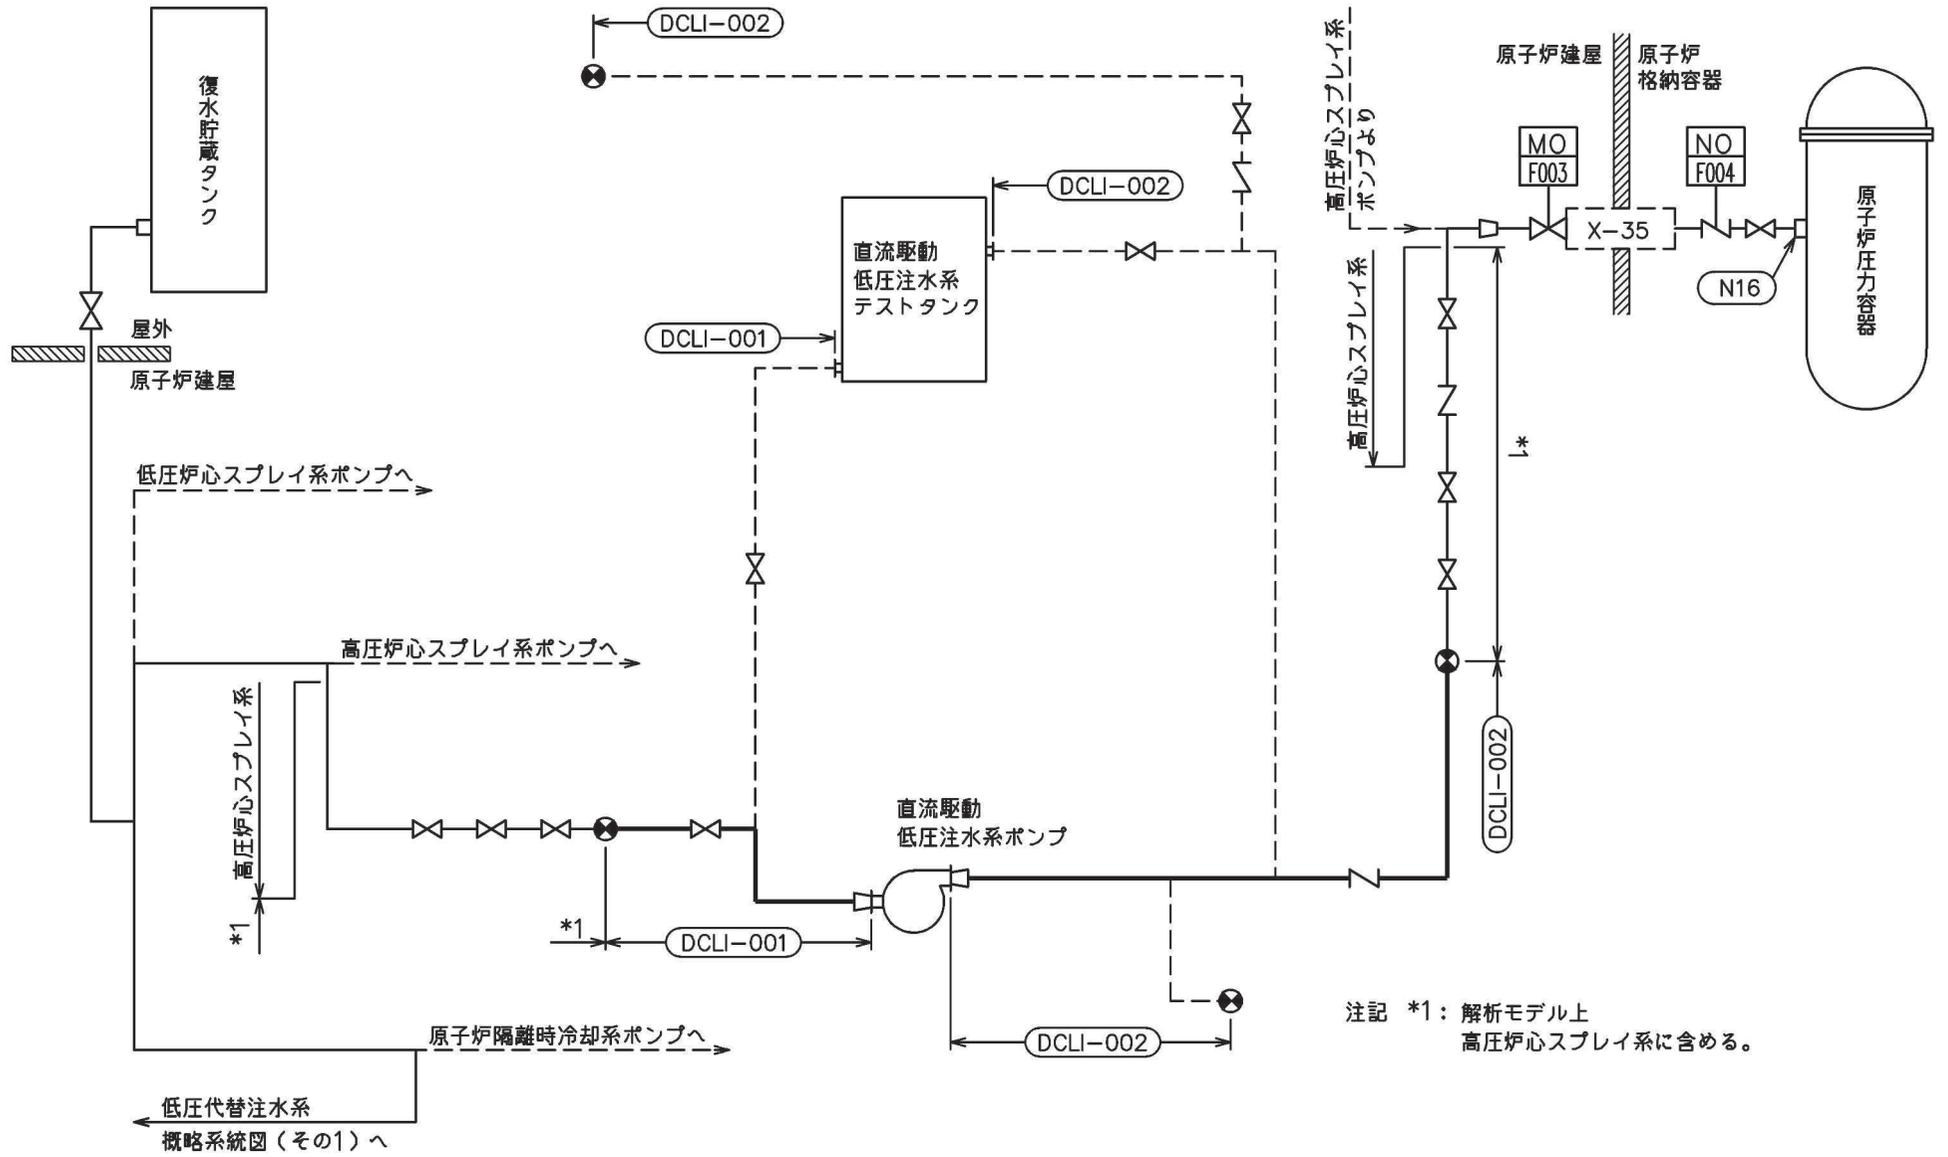 DCLI-002
復水貯蔵タンク
高圧炉心スプレイ系
ポンプより
原子炉建屋
原子炉
格納容器
MO
F003
NO
F004
X-35
N16
原子炉圧力容器
DCLI-002
直流駆動
低圧注水系
テストタンク
DCLI-001
屋外
原子炉建屋
高圧炉心スプレイ系
*1
低圧炉心スプレイ系ポンプへ
高圧炉心スプレイ系ポンプへ
高圧炉心スプレイ系
*1
DCLI-002
直流駆動
低圧注水系ポンプ
*1
DCLI-001
DCLI-002
原子炉隔離時冷却系ポンプへ
低圧代替注水系
概略系統図(その1)へ
注記 *1:解析モデル上
高圧炉心スプレイ系に含める。